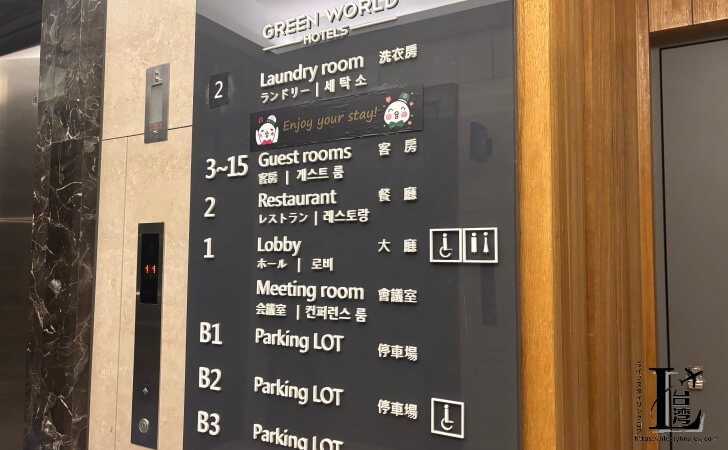 GREEN WORLD
HOTELS
2 Laundry room 洗衣房
ランドリー | 세 탁 소
Enjoy your stay!
3~15 Guest rooms 客 房
客房 | 게스트 룸
2 Restaurant 餐 廳
レストラン | 레스토랑
1 Lobby 大 廳
ホール | 로비
Meeting room 會議室
会議室 | 컨퍼런스 룸
B1 Parking LOT 停車場
B2 Parking LOT 停車場
B3 Parking LOT
L
台湾